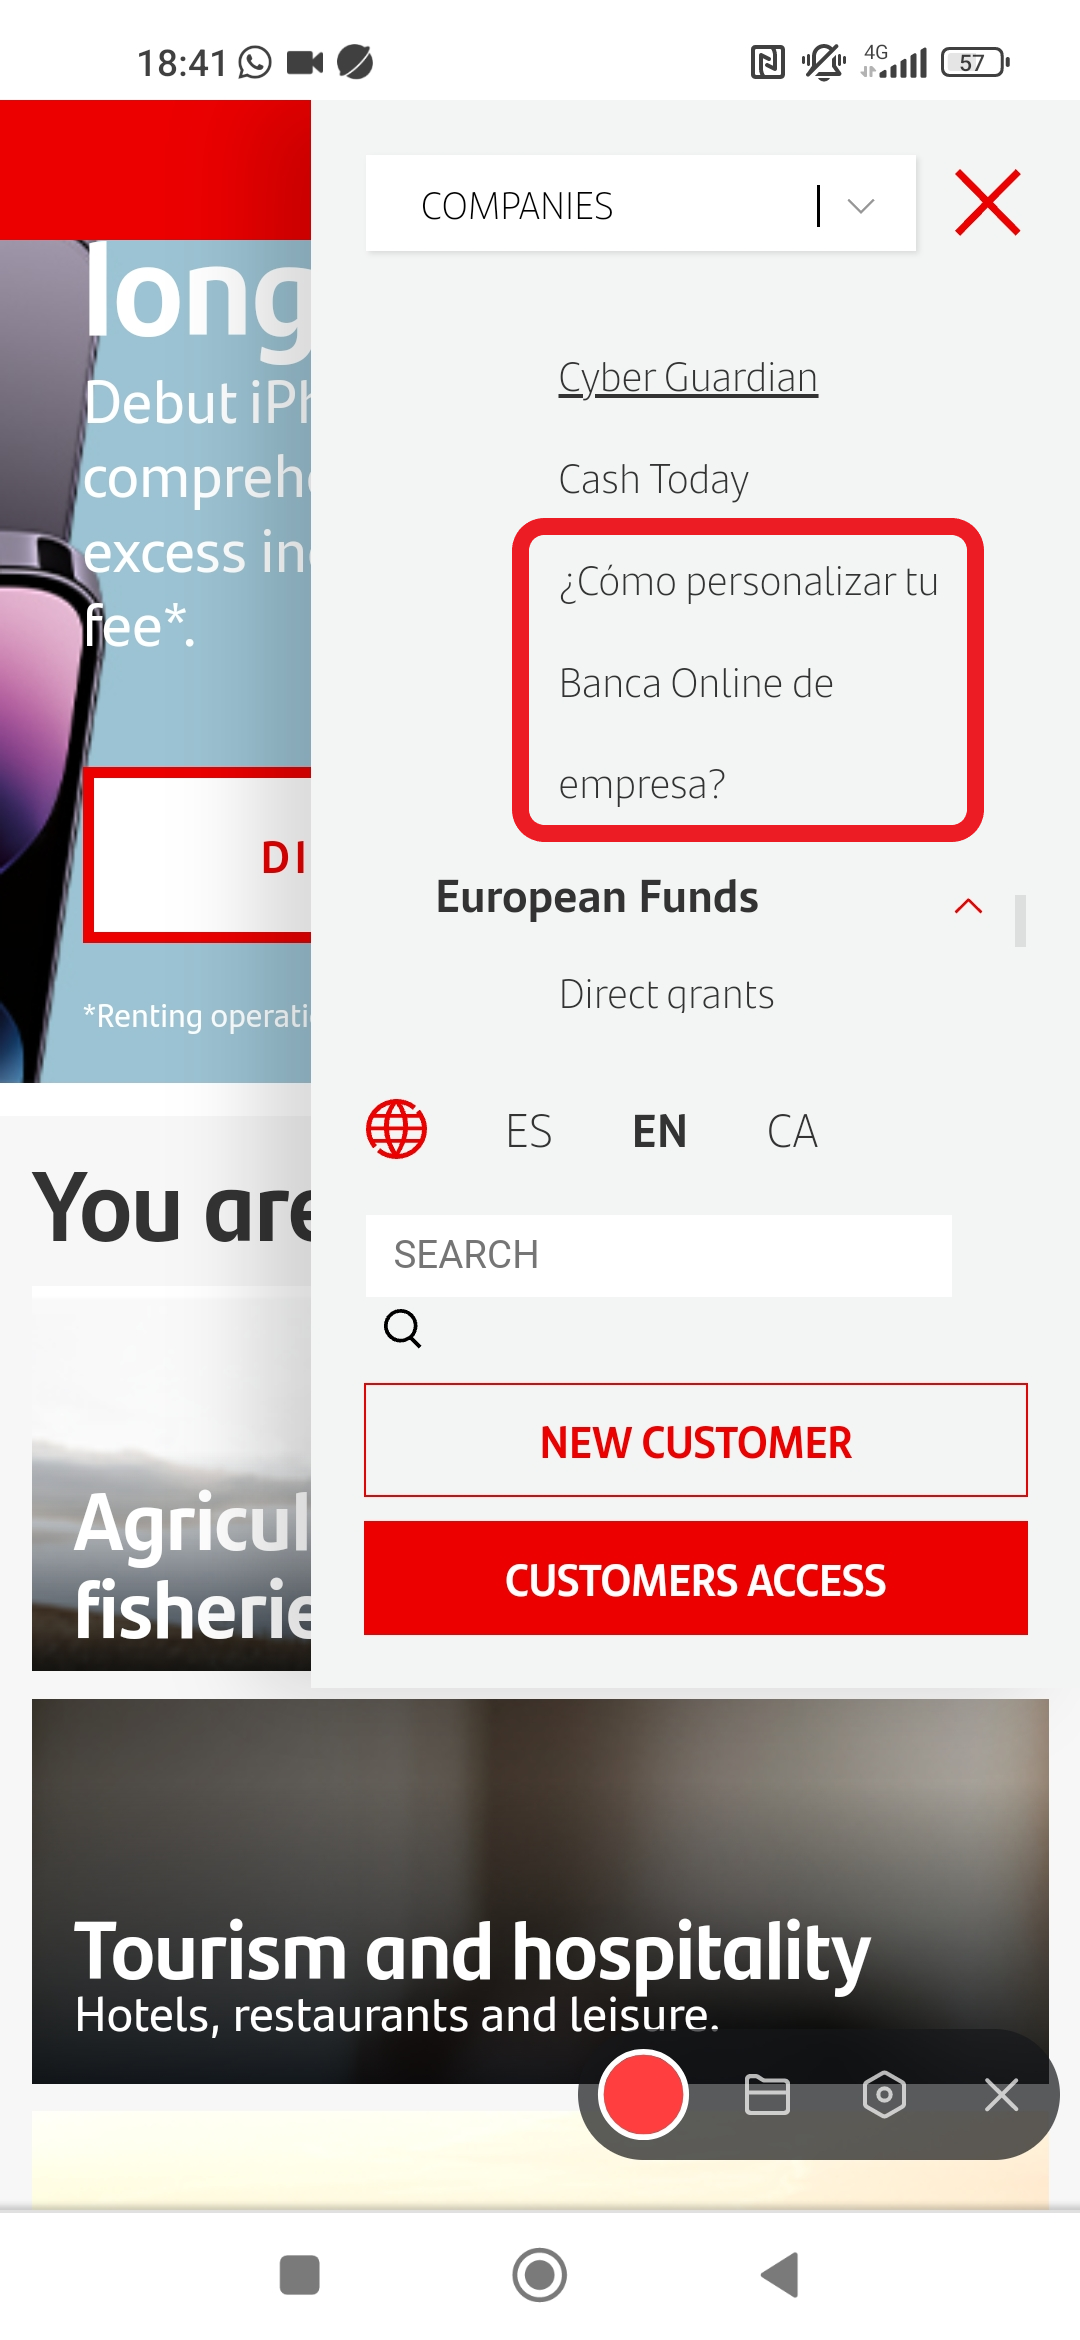 18:41
4G
57
COMPANIES
long
Debut iPh
comprehe
excess in
fee*.
DI
*Renting operati
Cyber Guardian
Cash Today
¿Cómo personalizar tu
Banca Online de
empresa?
European Funds
Direct grants
ES EN CA
SEARCH
NEW CUSTOMER
CUSTOMERS ACCESS
You are
Agricul
fisherie
Tourism and hospitality
Hotels, restaurants and leisure.